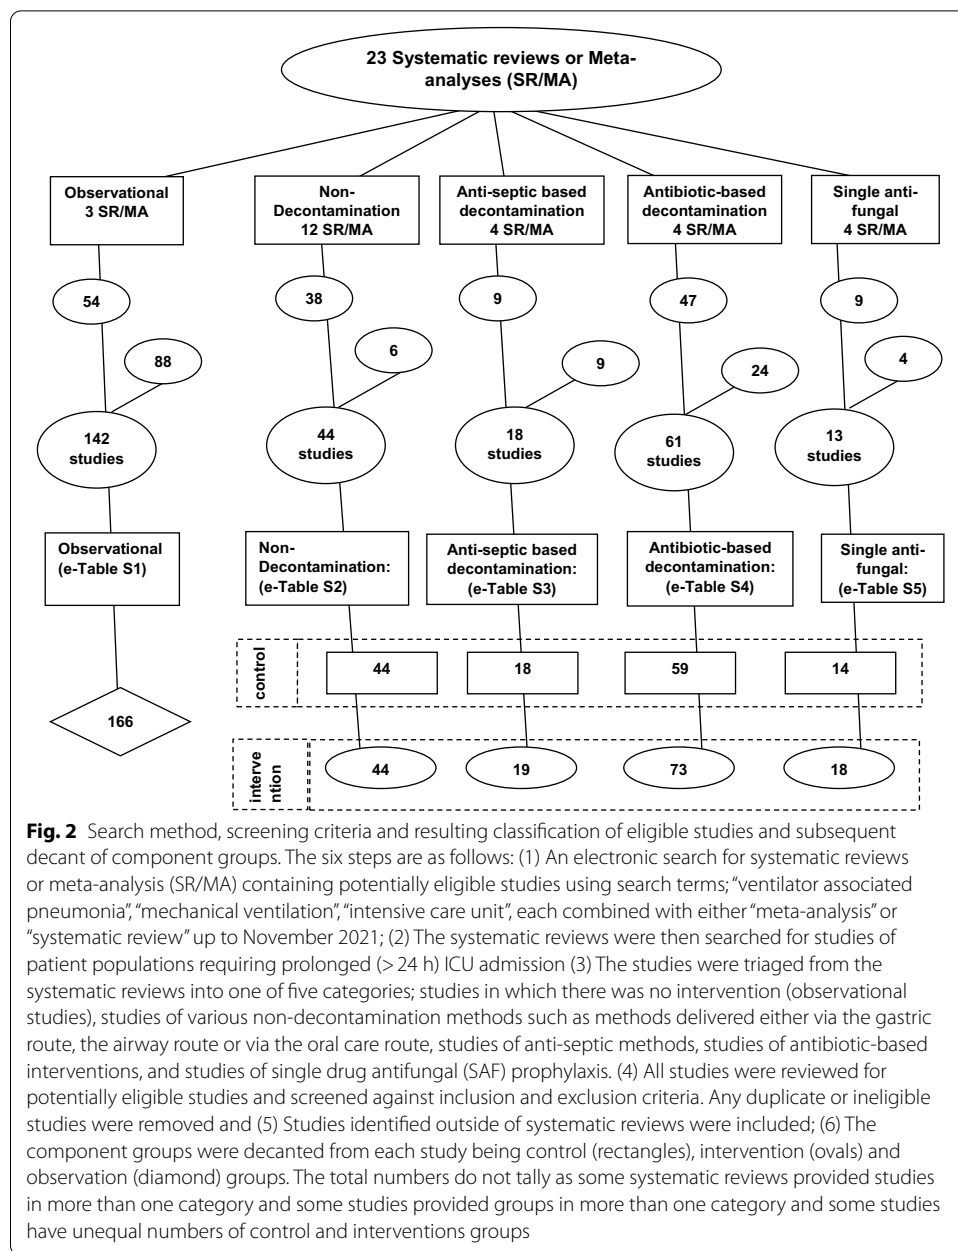 23 Systematic reviews or Meta-
analyses (SR/MA)
Observational
3 SR/MA
Non-
Decontamination
12 SR/MA
Anti-septic based
decontamination
4 SR/MA
Antibiotic-based
decontamination
4 SR/MA
Single anti-
fungal
4 SR/MA
54
38
9
47
9
88
6
9
24
4
142
studies
44
studies
18
studies
61
studies
13
studies
Observational
(e-Table S1)
Non-
Decontamination:
(e-Table S2)
Anti-septic based
decontamination:
(e-Table S3)
Antibiotic-based
decontamination:
(e-Table S4)
Single anti-
fungal:
(e-Table S5)
control
44
18
59
14
166
interve
ntion
44
19
73
18
Fig. 2 Search method, screening criteria and resulting classification of eligible studies and subsequent
decant of component groups. The six steps are as follows: (1) An electronic search for systematic reviews
or meta-analysis (SR/MA) containing potentially eligible studies using search terms; “ventilator associated
pneumonia”, “mechanical ventilation”, “intensive care unit”, each combined with either “meta-analysis” or
“systematic review” up to November 2021; (2) The systematic reviews were then searched for studies of
patient populations requiring prolonged (> 24 h) ICU admission (3) The studies were triaged from the
systematic reviews into one of five categories; studies in which there was no intervention (observational
studies), studies of various non-decontamination methods such as methods delivered either via the gastric
route, the airway route or via the oral care route, studies of anti-septic methods, studies of antibiotic-based
interventions, and studies of single drug antifungal (SAF) prophylaxis. (4) All studies were reviewed for
potentially eligible studies and screened against inclusion and exclusion criteria. Any duplicate or ineligible
studies were removed and (5) Studies identified outside of systematic reviews were included; (6) The
component groups were decanted from each study being control (rectangles), intervention (ovals) and
observation (diamond) groups. The total numbers do not tally as some systematic reviews provided studies
in more than one category and some studies provided groups in more than one category and some studies
have unequal numbers of control and interventions groups